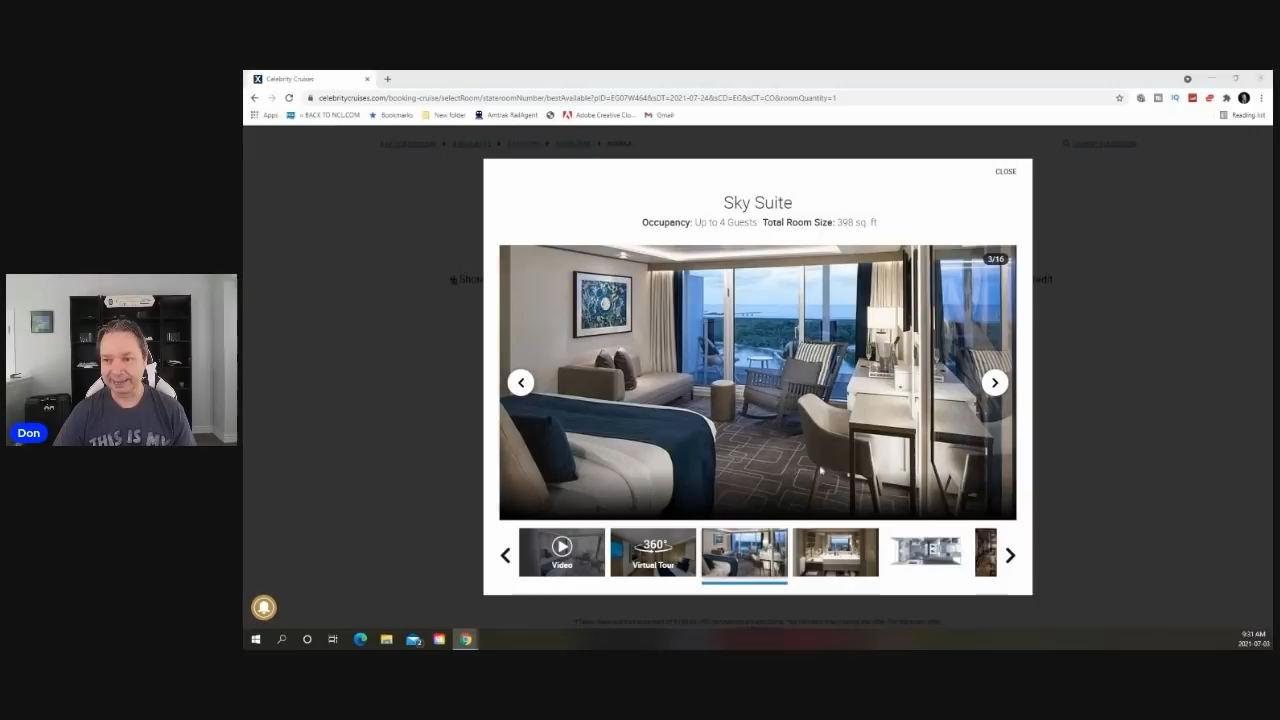 Celebrity Cruises
celebritycruises.com/booking-cruise/selectRoom/stateroomNumber/bestAvailable?pID=EG07W464&sDT=2021-07-24&sCD=EG&sCT=CO&roomQuantity=1
Apps
« BACK TO NCL.COM
Bookmarks
New folder
Amtrak RailAgent
Adobe Creative Clo...
Gmail
Reading list
CLOSE
Sky Suite
Occupancy: Up to 4 Guests Total Room Size: 398 sq. ft
3/16
Video
360°
Virtual Tour
Don
THIS IS MY
9:31 AM
2021-07-03